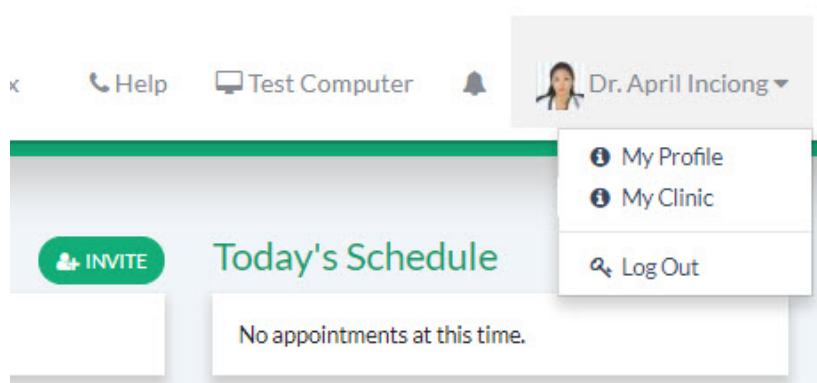 x Help Test Computer Dr. April Inciong
My Profile
My Clinic
INVITE Today's Schedule
Log Out
No appointments at this time.